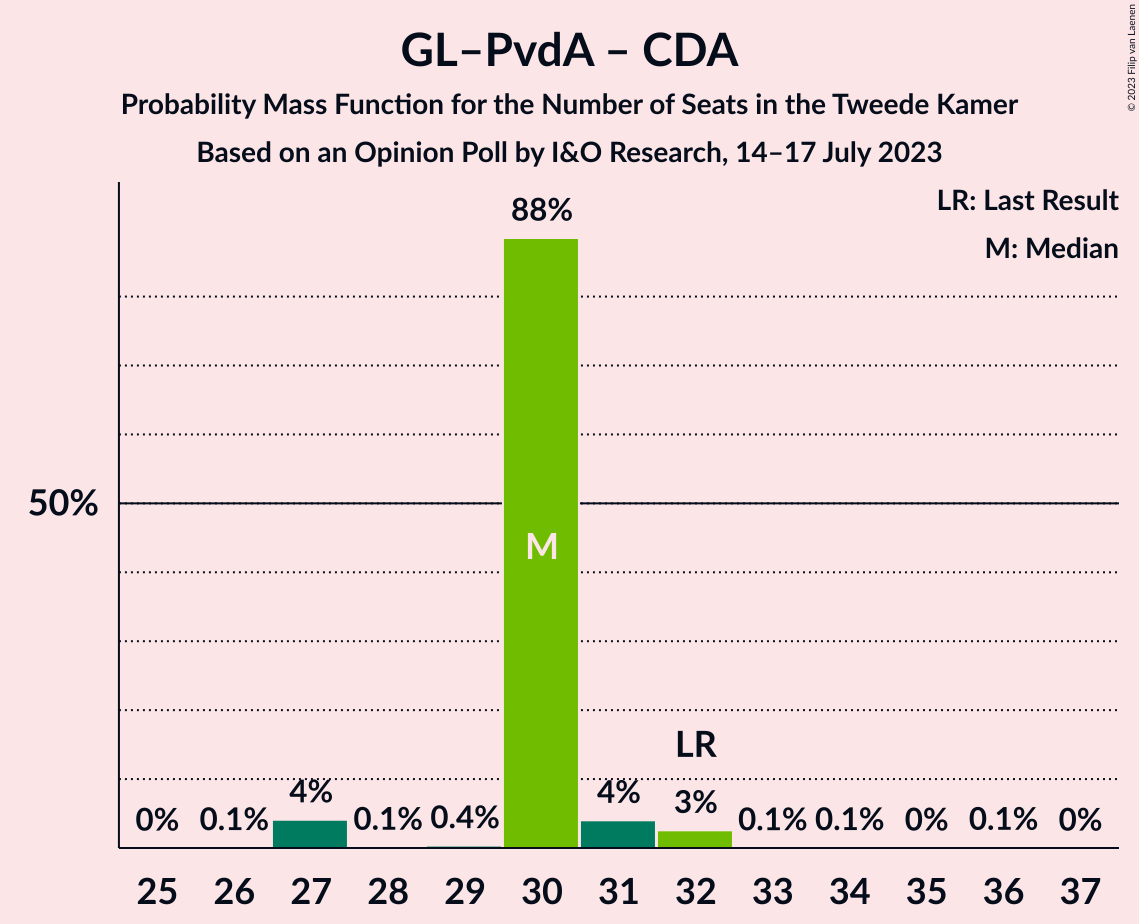 GL–PvdA – CDA
Probability Mass Function for the Number of Seats in the Tweede Kamer
Based on an Opinion Poll by I&O Research, 14–17 July 2023
© 2023 Filip van Laenen
LR: Last Result
M: Median
88%
50%
M
LR
0% 0.1% 4% 0.1% 0.4% 4% 3% 0.1% 0.1% 0% 0.1% 0%
25 26 27 28 29 30 31 32 33 34 35 36 37